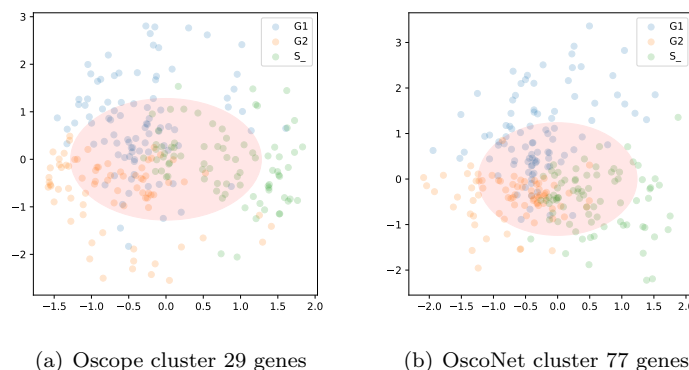 3
2
1
0
−1
−2
−1.5 −1.0 −0.5 0.0 0.5 1.0 1.5 2.0
G1
G2
S_
(a) Oscope cluster 29 genes
3
2
1
0
−1
−2
−2.0 −1.5 −1.0 −0.5 0.0 0.5 1.0 1.5 2.0
G1
G2
S_
(b) OscoNet cluster 77 genes